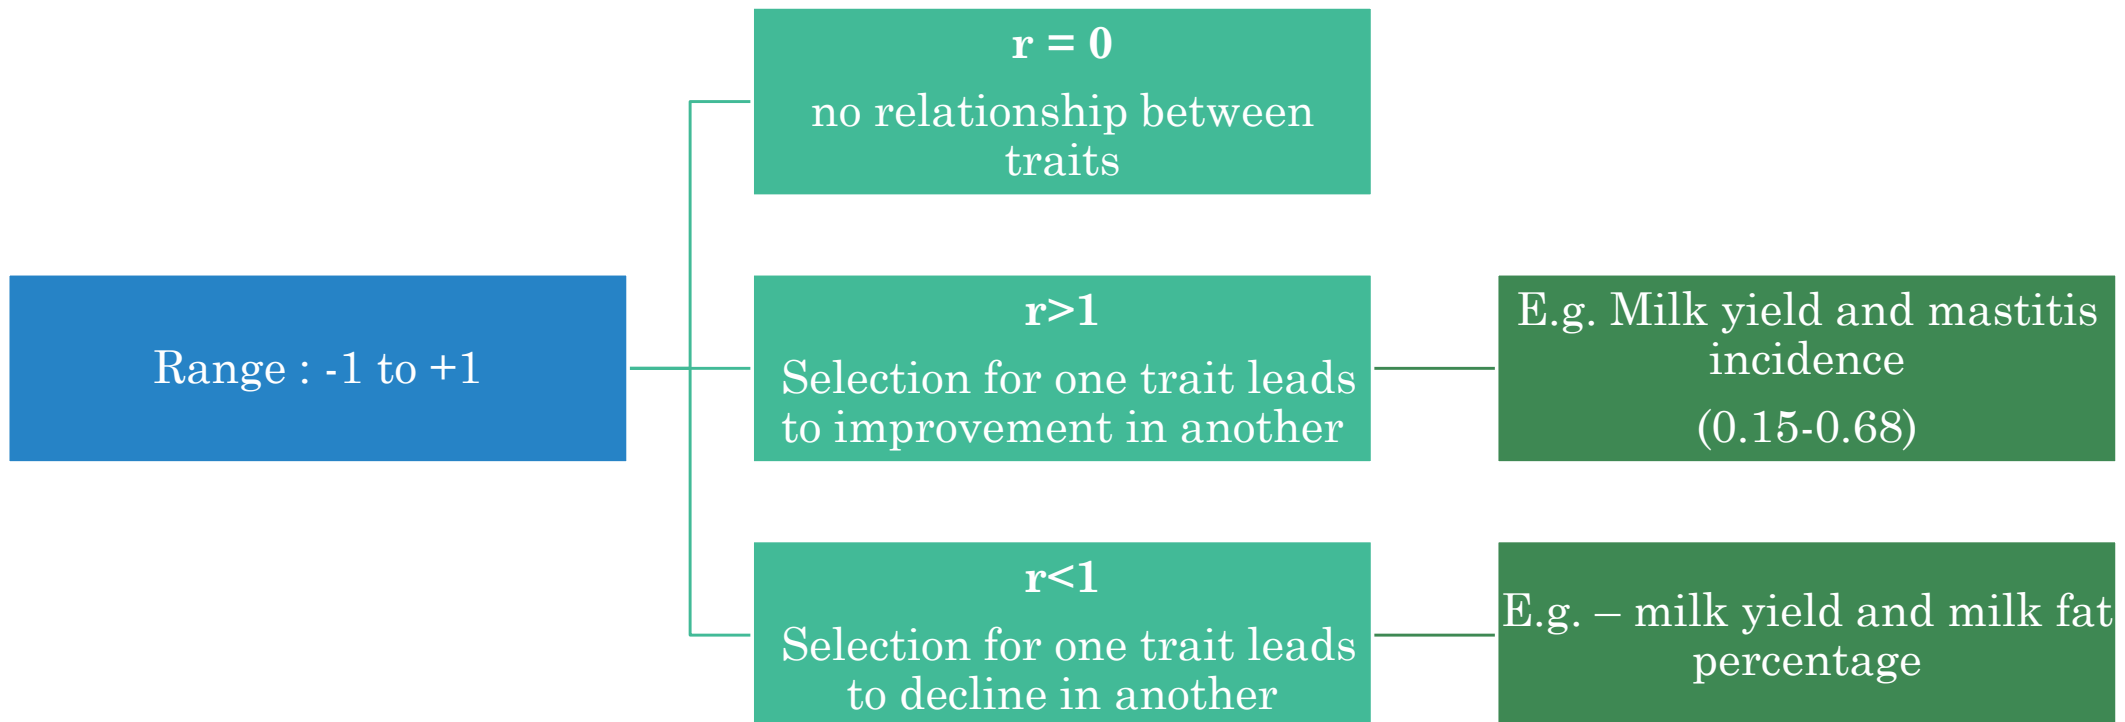 Range : -1 to +1
r = 0
no relationship between
traits
r>1
Selection for one trait leads
to improvement in another
E.g. Milk yield and mastitis
incidence
(0.15-0.68)
r<1
Selection for one trait leads
to decline in another
E.g. – milk yield and milk fat
percentage